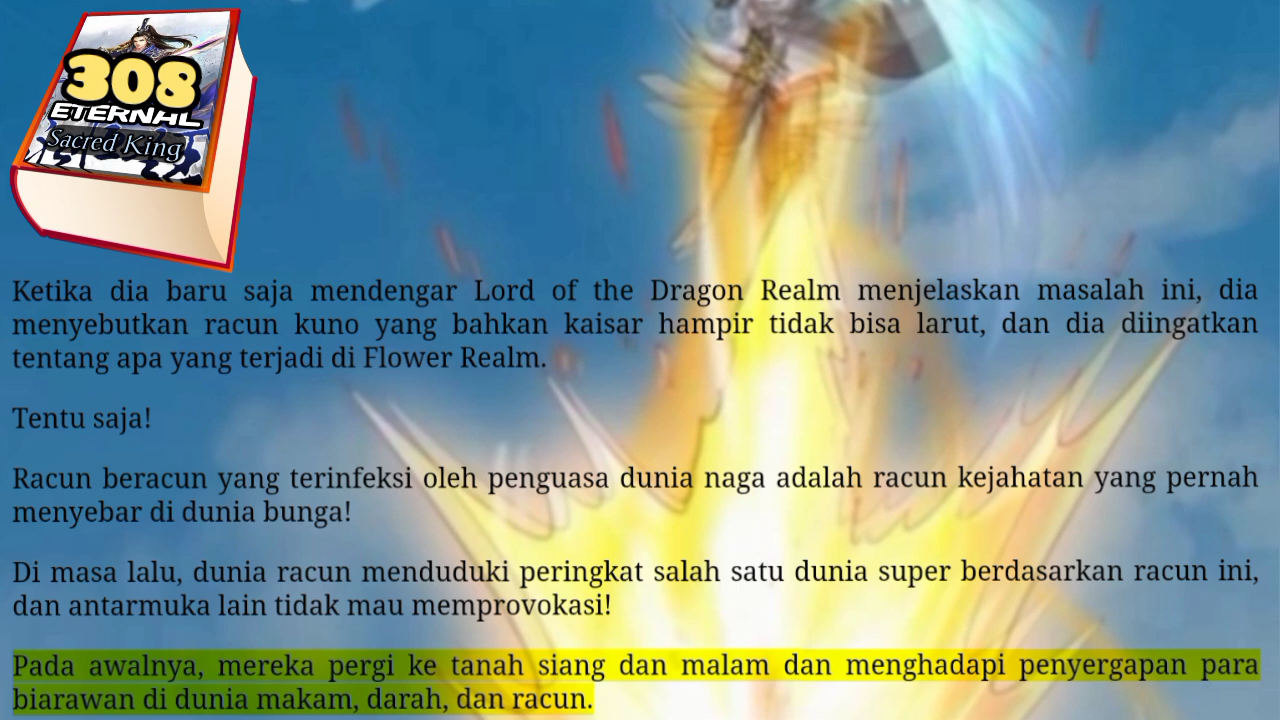 308
ETERNAL
Sacred King
Ketika dia baru saja mendengar Lord of the Dragon Realm menjelaskan masalah ini, dia
menyebutkan racun kuno yang bahkan kaisar hampir tidak bisa larut, dan dia diingatkan
tentang apa yang terjadi di Flower Realm.
Tentu saja!
Racun beracun yang terinfeksi oleh penguasa dunia naga adalah racun kejahatan yang pernah
menyebar di dunia bunga!
Di masa lalu, dunia racun menduduki peringkat salah satu dunia super berdasarkan racun ini,
dan antarmuka lain tidak mau memprovokasi!
Pada awalnya, mereka pergi ke tanah siang dan malam dan menghadapi penyergapan para
biarawan di dunia makam, darah, dan racun.